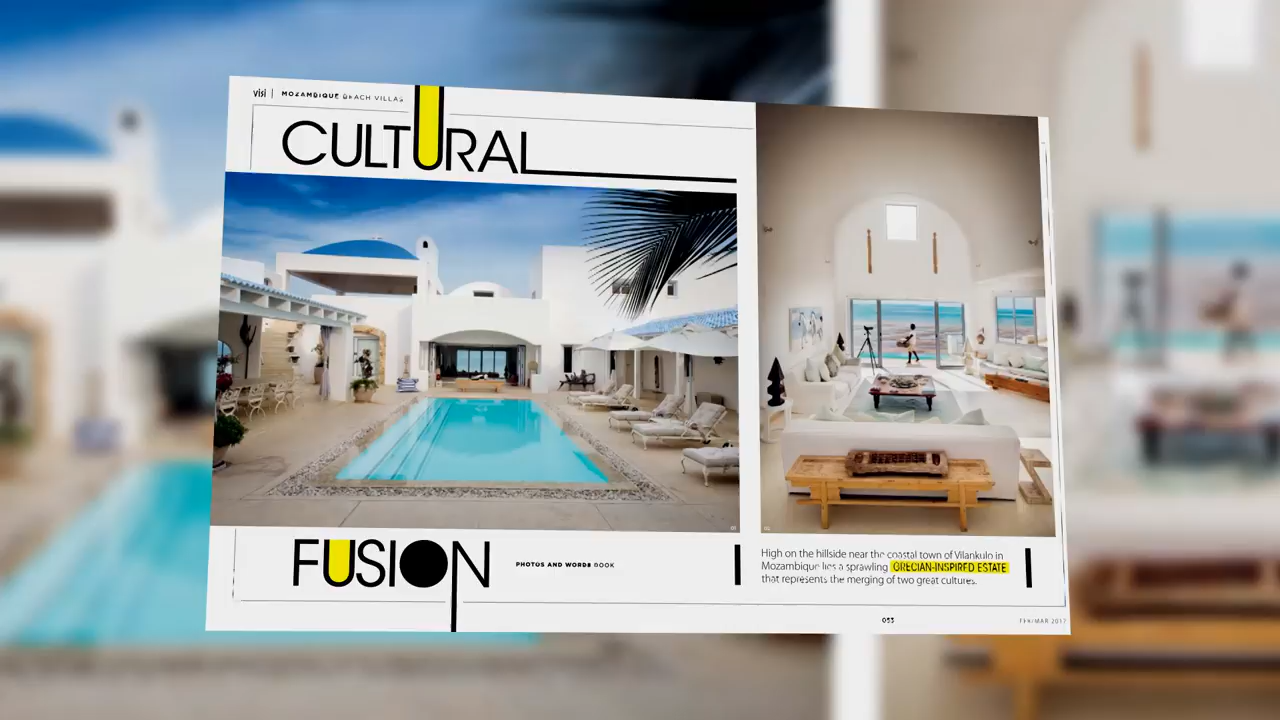 visi | MOZAMBIQUE BEACH VILLAS
CULTURAL
FUSION
PHOTOS AND WORDS BOOK
High on the hillside near the coastal town of Vilankulo in
Mozambique lies a sprawling GRECIAN-INSPIRED ESTATE
that represents the merging of two great cultures.
053
FEB/MAR 2017